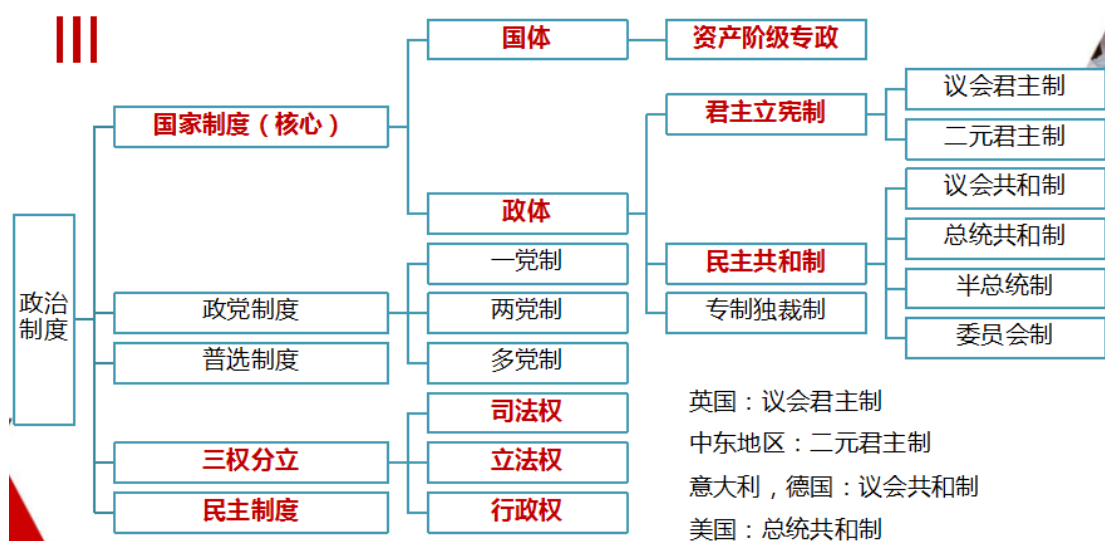 国体
资产阶级专政
国家制度（核心）
君主立宪制
议会君主制
二元君主制
政体
议会共和制
总统共和制
民主共和制
半总统制
委员会制
专制独裁制
政治
制度
政党制度
一党制
两党制
多党制
普选制度
三权分立
司法权
立法权
行政权
民主制度
英国：议会君主制
中东地区：二元君主制
意大利，德国：议会共和制
美国：总统共和制